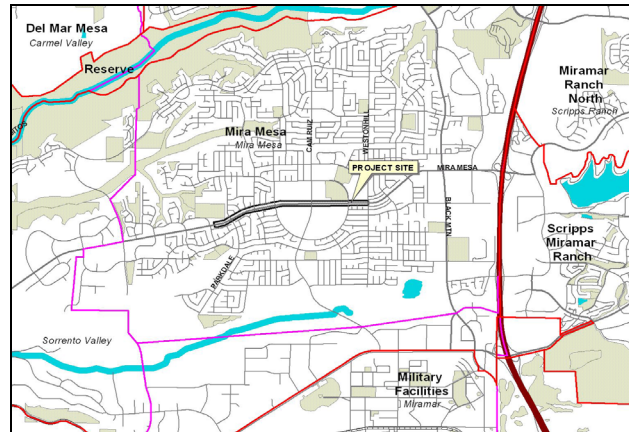 Del Mar Mesa
Carmel Valley
Reserve
Miramar
Ranch
North
Scripps Ranch
Mira Mesa
Mira Mesa
CAM RUIZ
WESTONHILL
PROJECT SITE
MIRA MESA
BLACK MTN
Scripps
Miramar
Ranch
PARKDALE
Sorrento Valley
Military
Facilities
Miramar